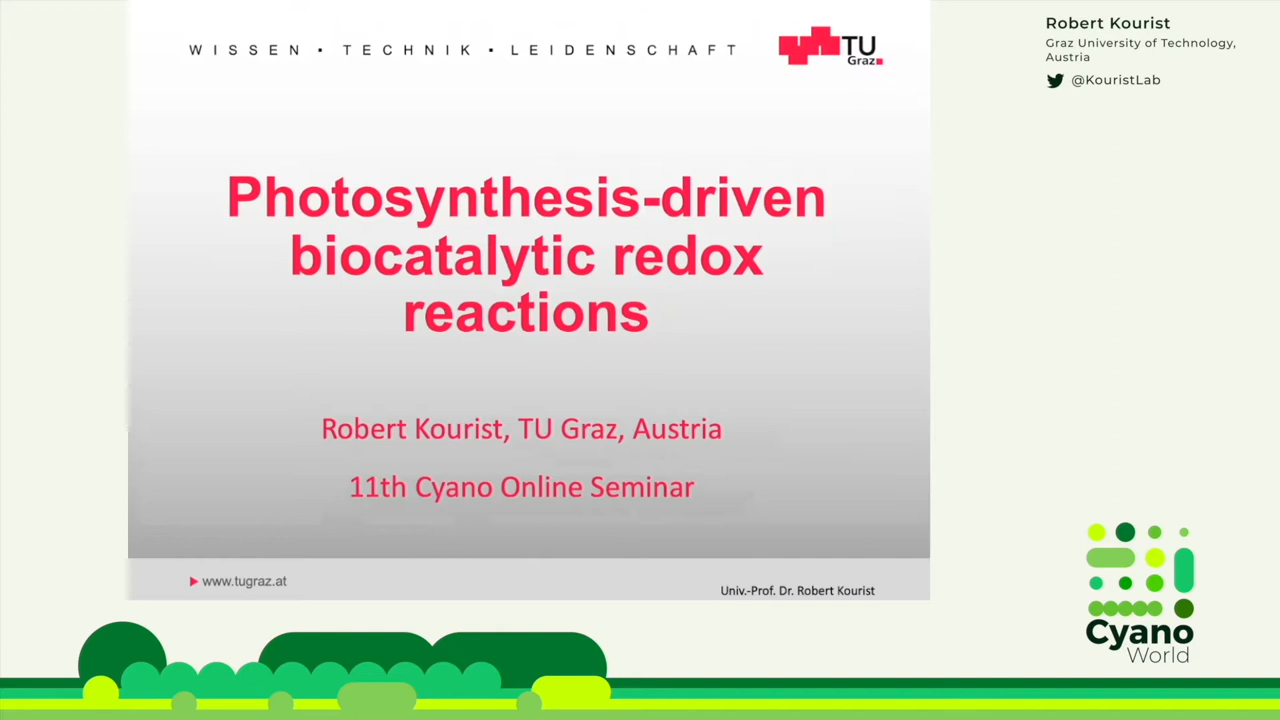 WISSEN ▪ TECHNIK ▪ LEIDENSCHAFT
TU
Graz
Photosynthesis-driven
biocatalytic redox
reactions
Robert Kourist, TU Graz, Austria
11th Cyano Online Seminar
www.tugraz.at
Univ.-Prof. Dr. Robert Kourist
Robert Kourist
Graz University of Technology,
Austria
@KouristLab
Cyano
World